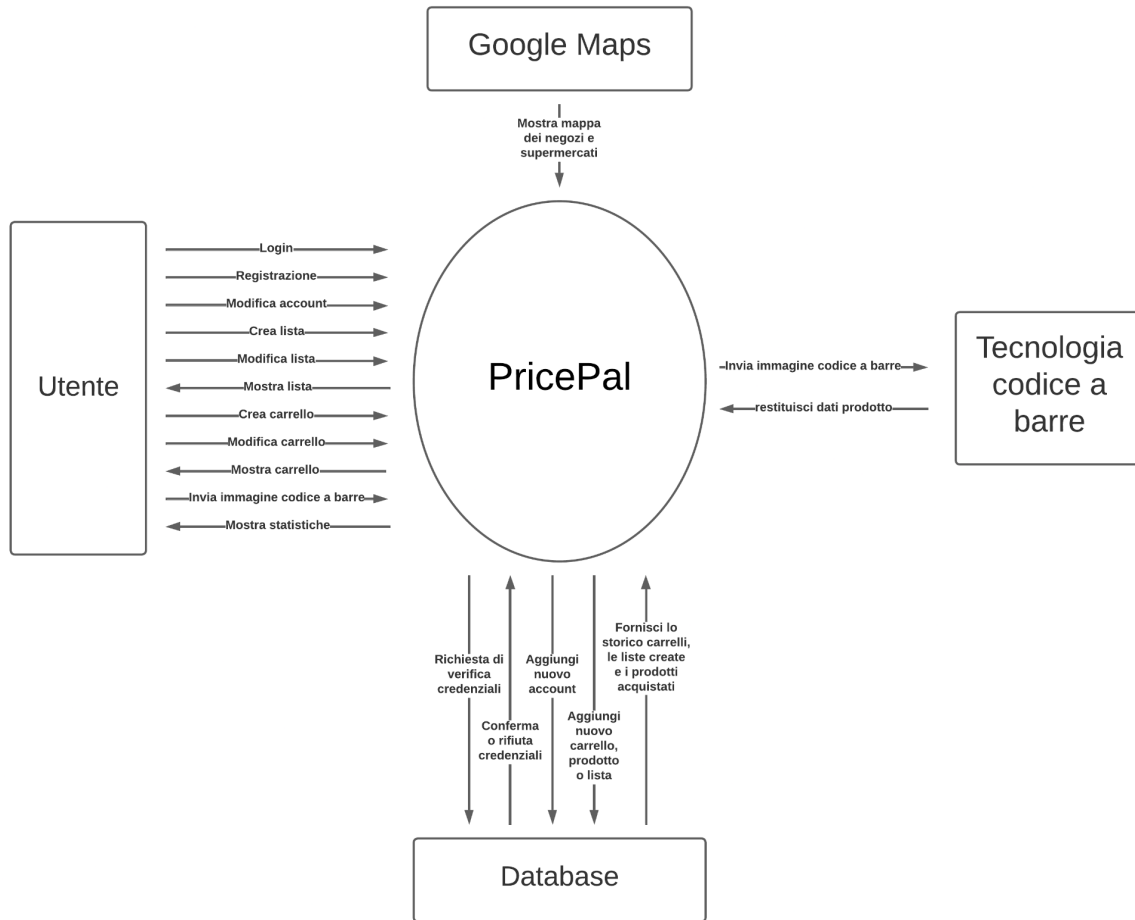 Google Maps
Mostra mappa
dei negozi e
supermercati
Utente
Login
Registrazione
Modifica account
Crea lista
Modifica lista
Mostra lista
Crea carrello
Modifica carrello
Mostra carrello
Invia immagine codice a barre
Mostra statistiche
PricePal
Invia immagine codice a barre
restituisci dati prodotto
Tecnologia
codice a
barre
Richiesta di
verifica
credenziali
Conferma
o rifiuta
credenziali
Aggiungi
nuovo
account
Aggiungi
nuovo
carrello,
prodotto
o lista
Fornisci lo
storico carrelli,
le liste create
e i prodotti
acquistati
Database